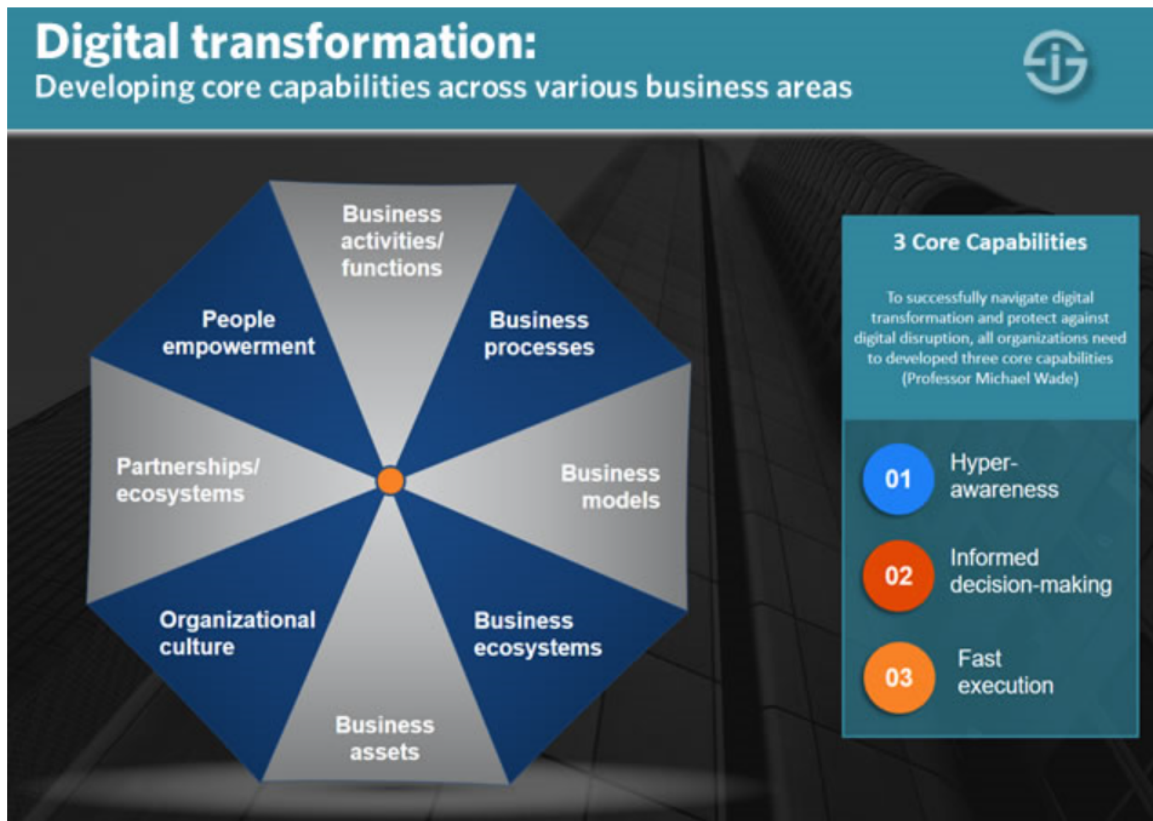 Digital transformation:
Developing core capabilities across various business areas
Business
activities/
functions
Business
processes
Business
models
Business
ecosystems
Business
assets
Organizational
culture
Partnerships/
ecosystems
People
empowerment
3 Core Capabilities
To successfully navigate digital
transformation and protect against
digital disruption, all organizations need
to developed three core capabilities
(Professor Michael Wade)
01
Hyper-
awareness
02
Informed
decision-making
03
Fast
execution